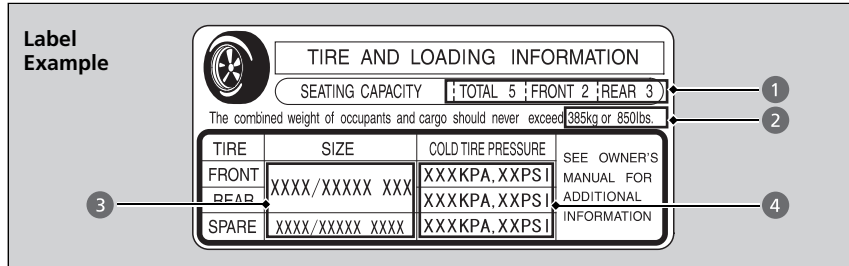 Label
Example
TIRE AND LOADING INFORMATION
SEATING CAPACITY TOTAL 5 FRONT 2 REAR 3
1
The combined weight of occupants and cargo should never exceed 385kg or 850lbs.
2
TIRE SIZE COLD TIRE PRESSURE
SEE OWNER'S
MANUAL FOR
ADDITIONAL
INFORMATION
FRONT XXXX/XXXXX XXX XXXKPA,XXPSI
REAR XXXKPA,XXPSI
SPARE XXXX/XXXXX XXXX XXXKPA,XXPSI
3
4